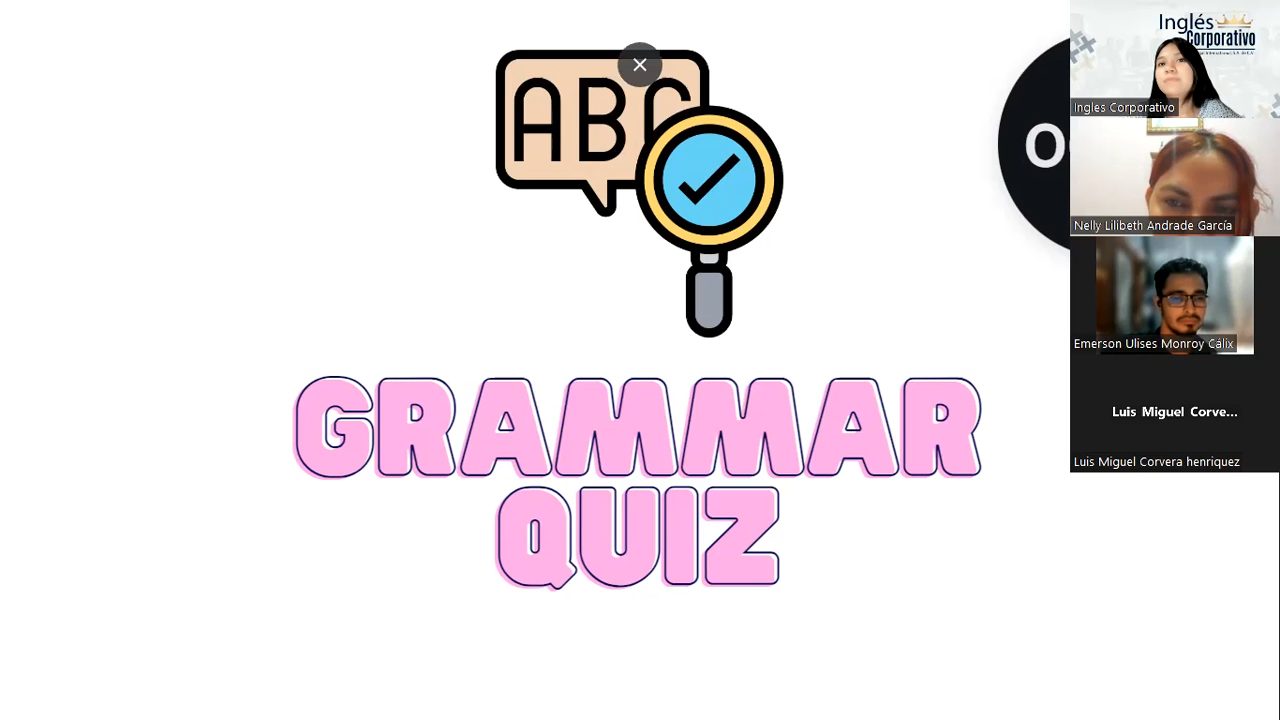 ABC
GRAMMAR
QUIZ
Inglés
Corporativo
Ingles Corporativo
Nelly Lilibeth Andrade García
Emerson Ulises Monroy Cálix
Luis Miguel Corve...
Luis Miguel Corvera henriquez